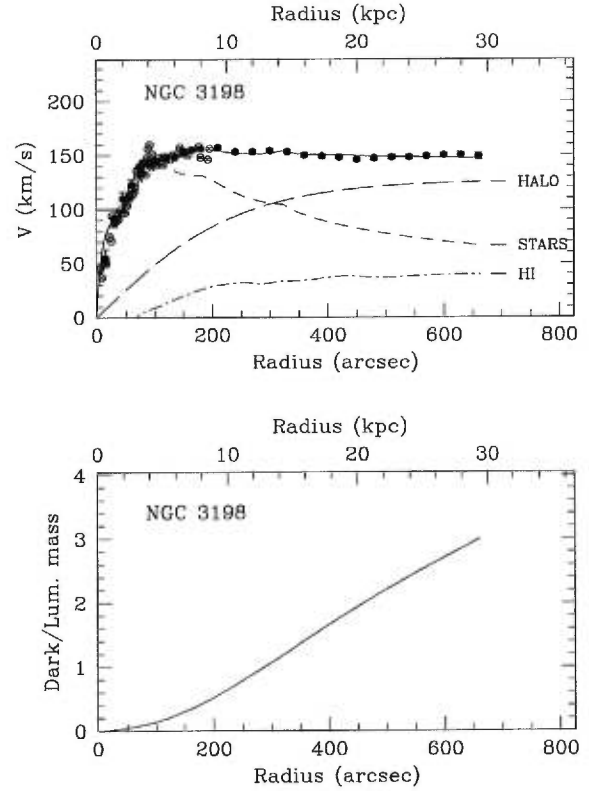 Radius (kpc)
0 10 20 30
NGC 3198
200
150
100
50
0
V (km/s)
HALO
STARS
HI
0 200 400 600 800
Radius (arcsec)
Radius (kpc)
0 10 20 30
NGC 3198
4
3
2
1
0
Dark/Lum. mass
0 200 400 600 800
Radius (arcsec)